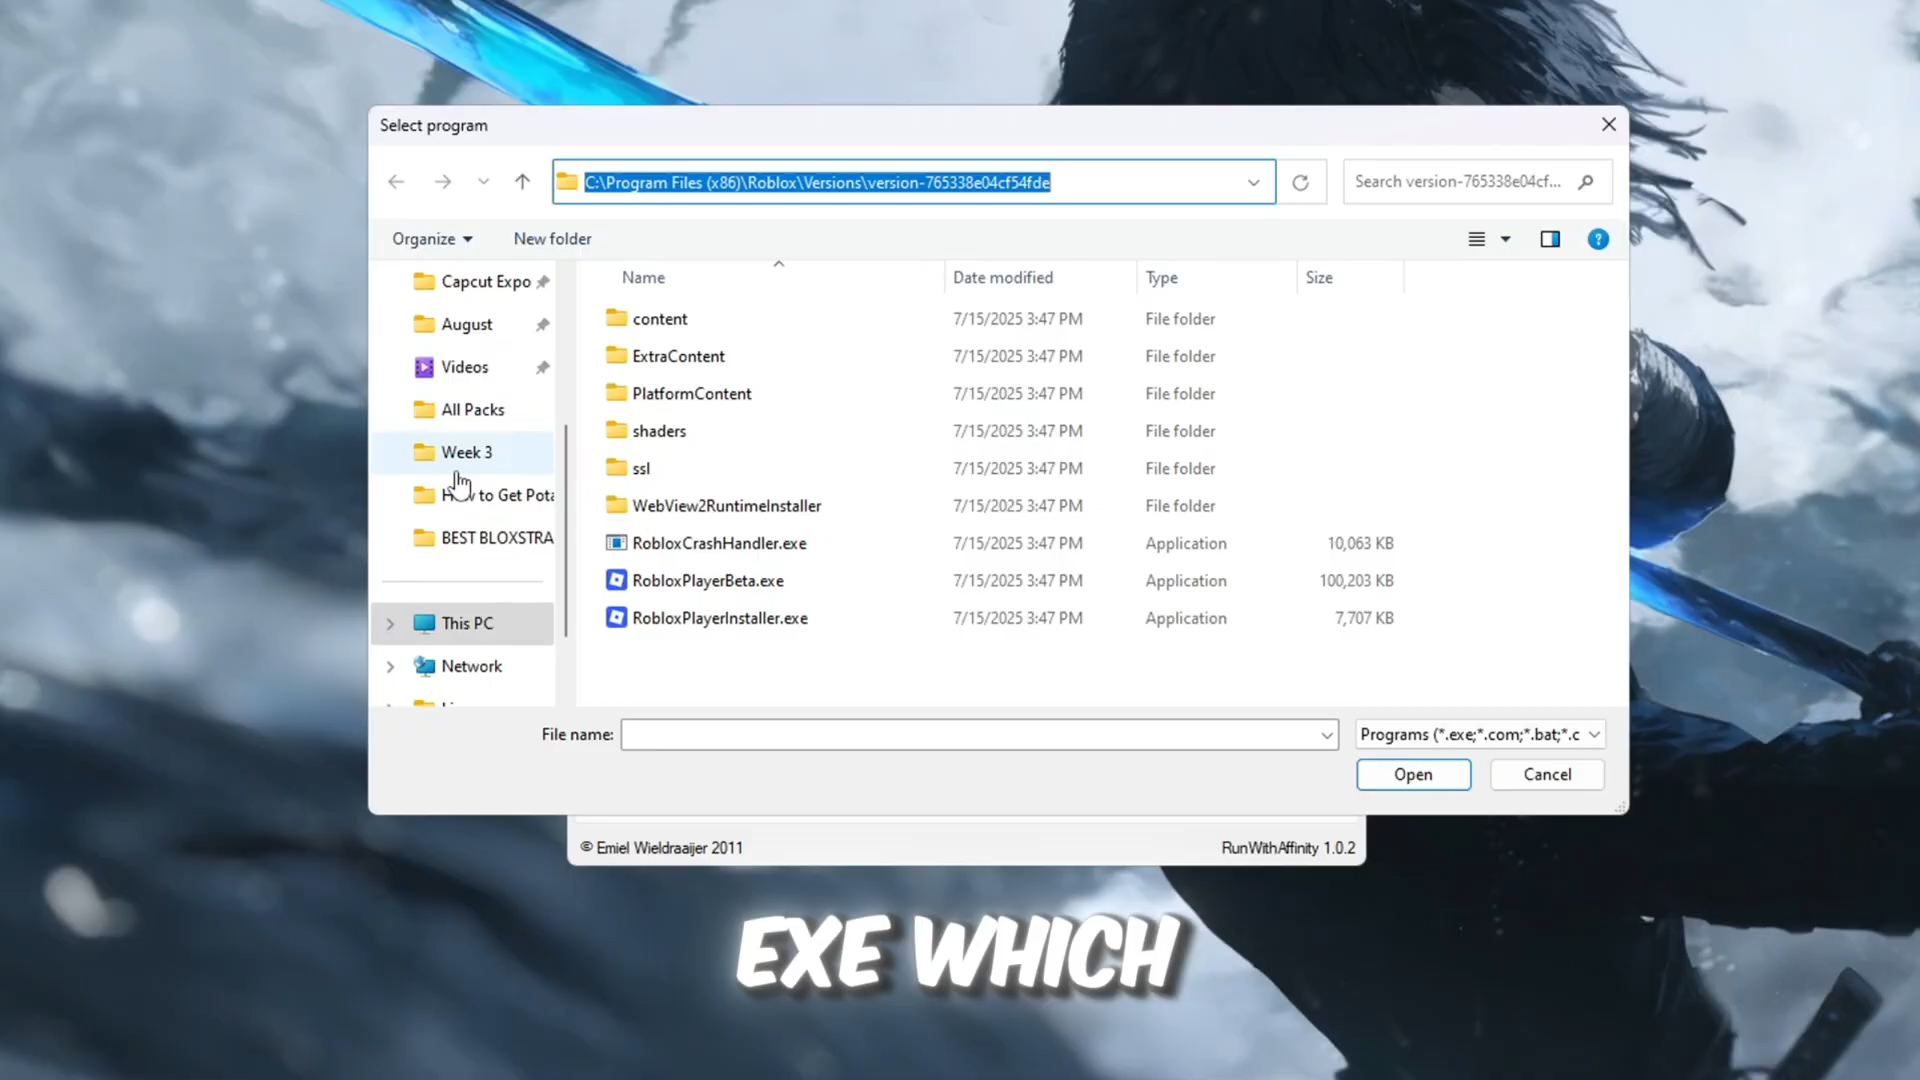 Select program
C:\Program Files (x86)\Roblox\Versions\version-765338e04cf54fde
Search version-765338e04cf...
Organize
New folder
Name
Date modified
Type
Size
Capcut Expo
August
Videos
All Packs
Week 3
How to Get Pota
BEST BLOXSTRA
This PC
Network
content 7/15/2025 3:47 PM File folder
ExtraContent 7/15/2025 3:47 PM File folder
PlatformContent 7/15/2025 3:47 PM File folder
shaders 7/15/2025 3:47 PM File folder
ssl 7/15/2025 3:47 PM File folder
WebView2RuntimeInstaller 7/15/2025 3:47 PM File folder
RobloxCrashHandler.exe 7/15/2025 3:47 PM Application 10,063 KB
RobloxPlayerBeta.exe 7/15/2025 3:47 PM Application 100,203 KB
RobloxPlayerInstaller.exe 7/15/2025 3:47 PM Application 7,707 KB
File name:
Programs (*.exe;*.com;*.bat;*.c
Open
Cancel
© Emiel Wieldraaijer 2011
RunWithAffinity 1.0.2
EXE WHICH